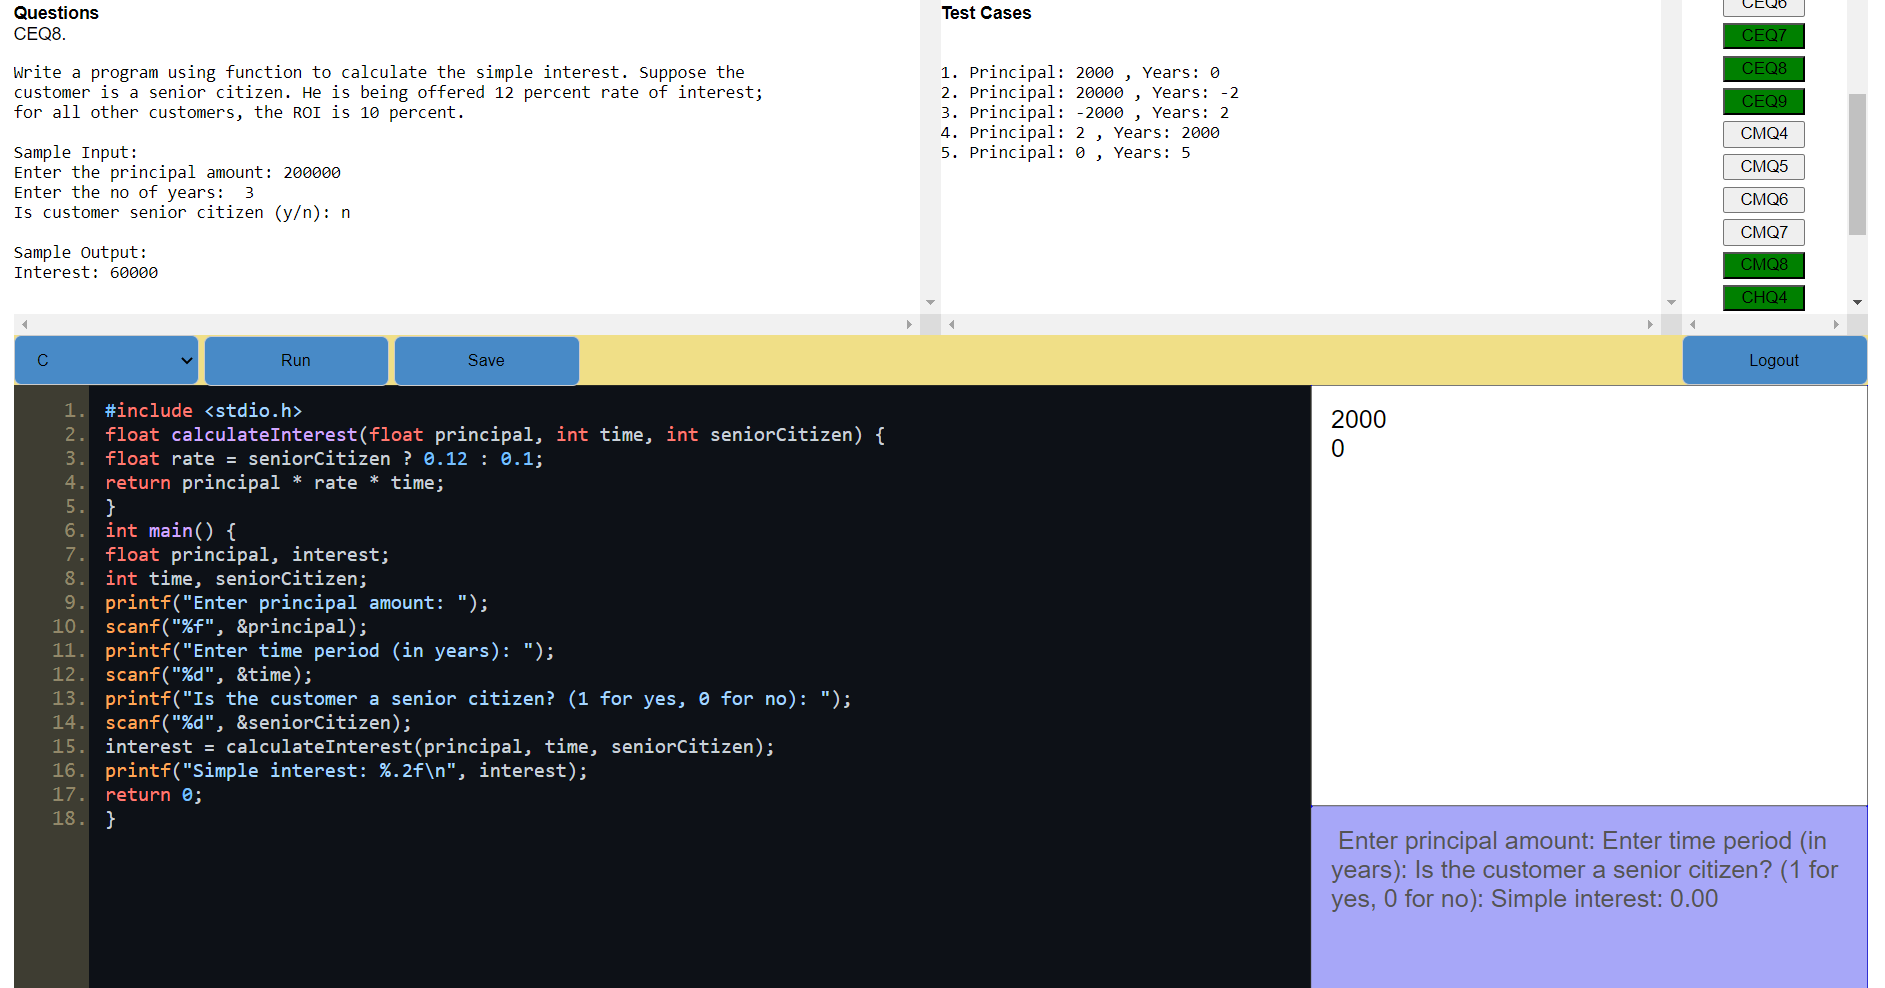 Questions
CEQ8.
Write a program using function to calculate the simple interest. Suppose the
customer is a senior citizen. He is being offered 12 percent rate of interest;
for all other customers, the ROI is 10 percent.
Sample Input:
Enter the principal amount: 200000
Enter the no of years:  3
Is customer senior citizen (y/n): n
Sample Output:
Interest: 60000
Test Cases
1. Principal: 2000 , Years: 0
2. Principal: 20000 , Years: -2
3. Principal: -2000 , Years: 2
4. Principal: 2 , Years: 2000
5. Principal: 0 , Years: 5
CEQ6
CEQ7
CEQ8
CEQ9
CMQ4
CMQ5
CMQ6
CMQ7
CMQ8
CHQ4
C
Run
Save
Logout
1. #include <stdio.h>
2. float calculateInterest(float principal, int time, int seniorCitizen) {
3. float rate = seniorCitizen ? 0.12 : 0.1;
4. return principal * rate * time;
5. }
6. int main() {
7. float principal, interest;
8. int time, seniorCitizen;
9. printf("Enter principal amount: ");
10. scanf("%f", &principal);
11. printf("Enter time period (in years): ");
12. scanf("%d", &time);
13. printf("Is the customer a senior citizen? (1 for yes, 0 for no): ");
14. scanf("%d", &seniorCitizen);
15. interest = calculateInterest(principal, time, seniorCitizen);
16. printf("Simple interest: %.2f\n", interest);
17. return 0;
18. }
2000
0
Enter principal amount: Enter time period (in
years): Is the customer a senior citizen? (1 for
yes, 0 for no): Simple interest: 0.00